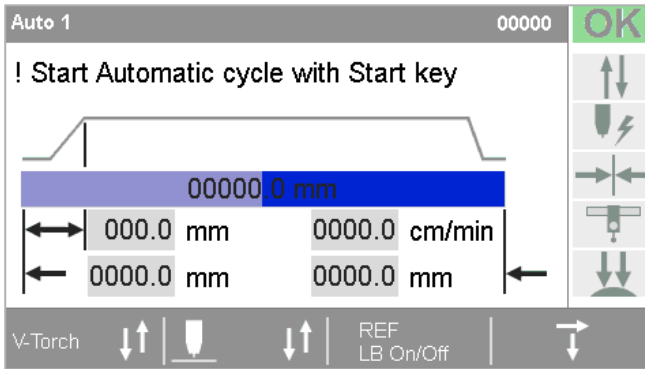 Auto 1 00000 OK
! Start Automatic cycle with Start key
00000.0 mm
000.0 mm 0000.0 cm/min
0000.0 mm 0000.0 mm
V-Torch REF
LB On/Off